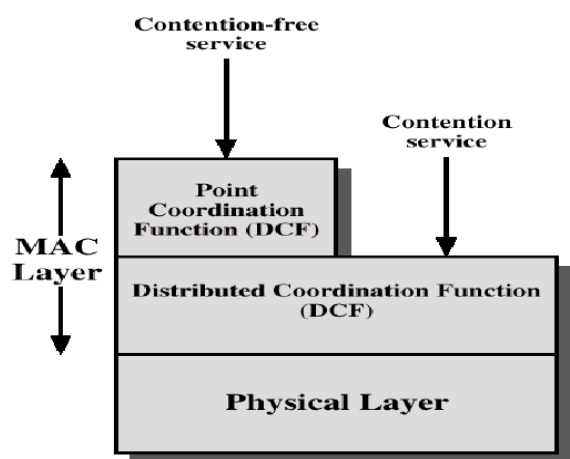 Contention-free
service
Contention
service
Point
Coordination
Function (DCF)
MAC
Layer
Distributed Coordination Function
(DCF)
Physical Layer